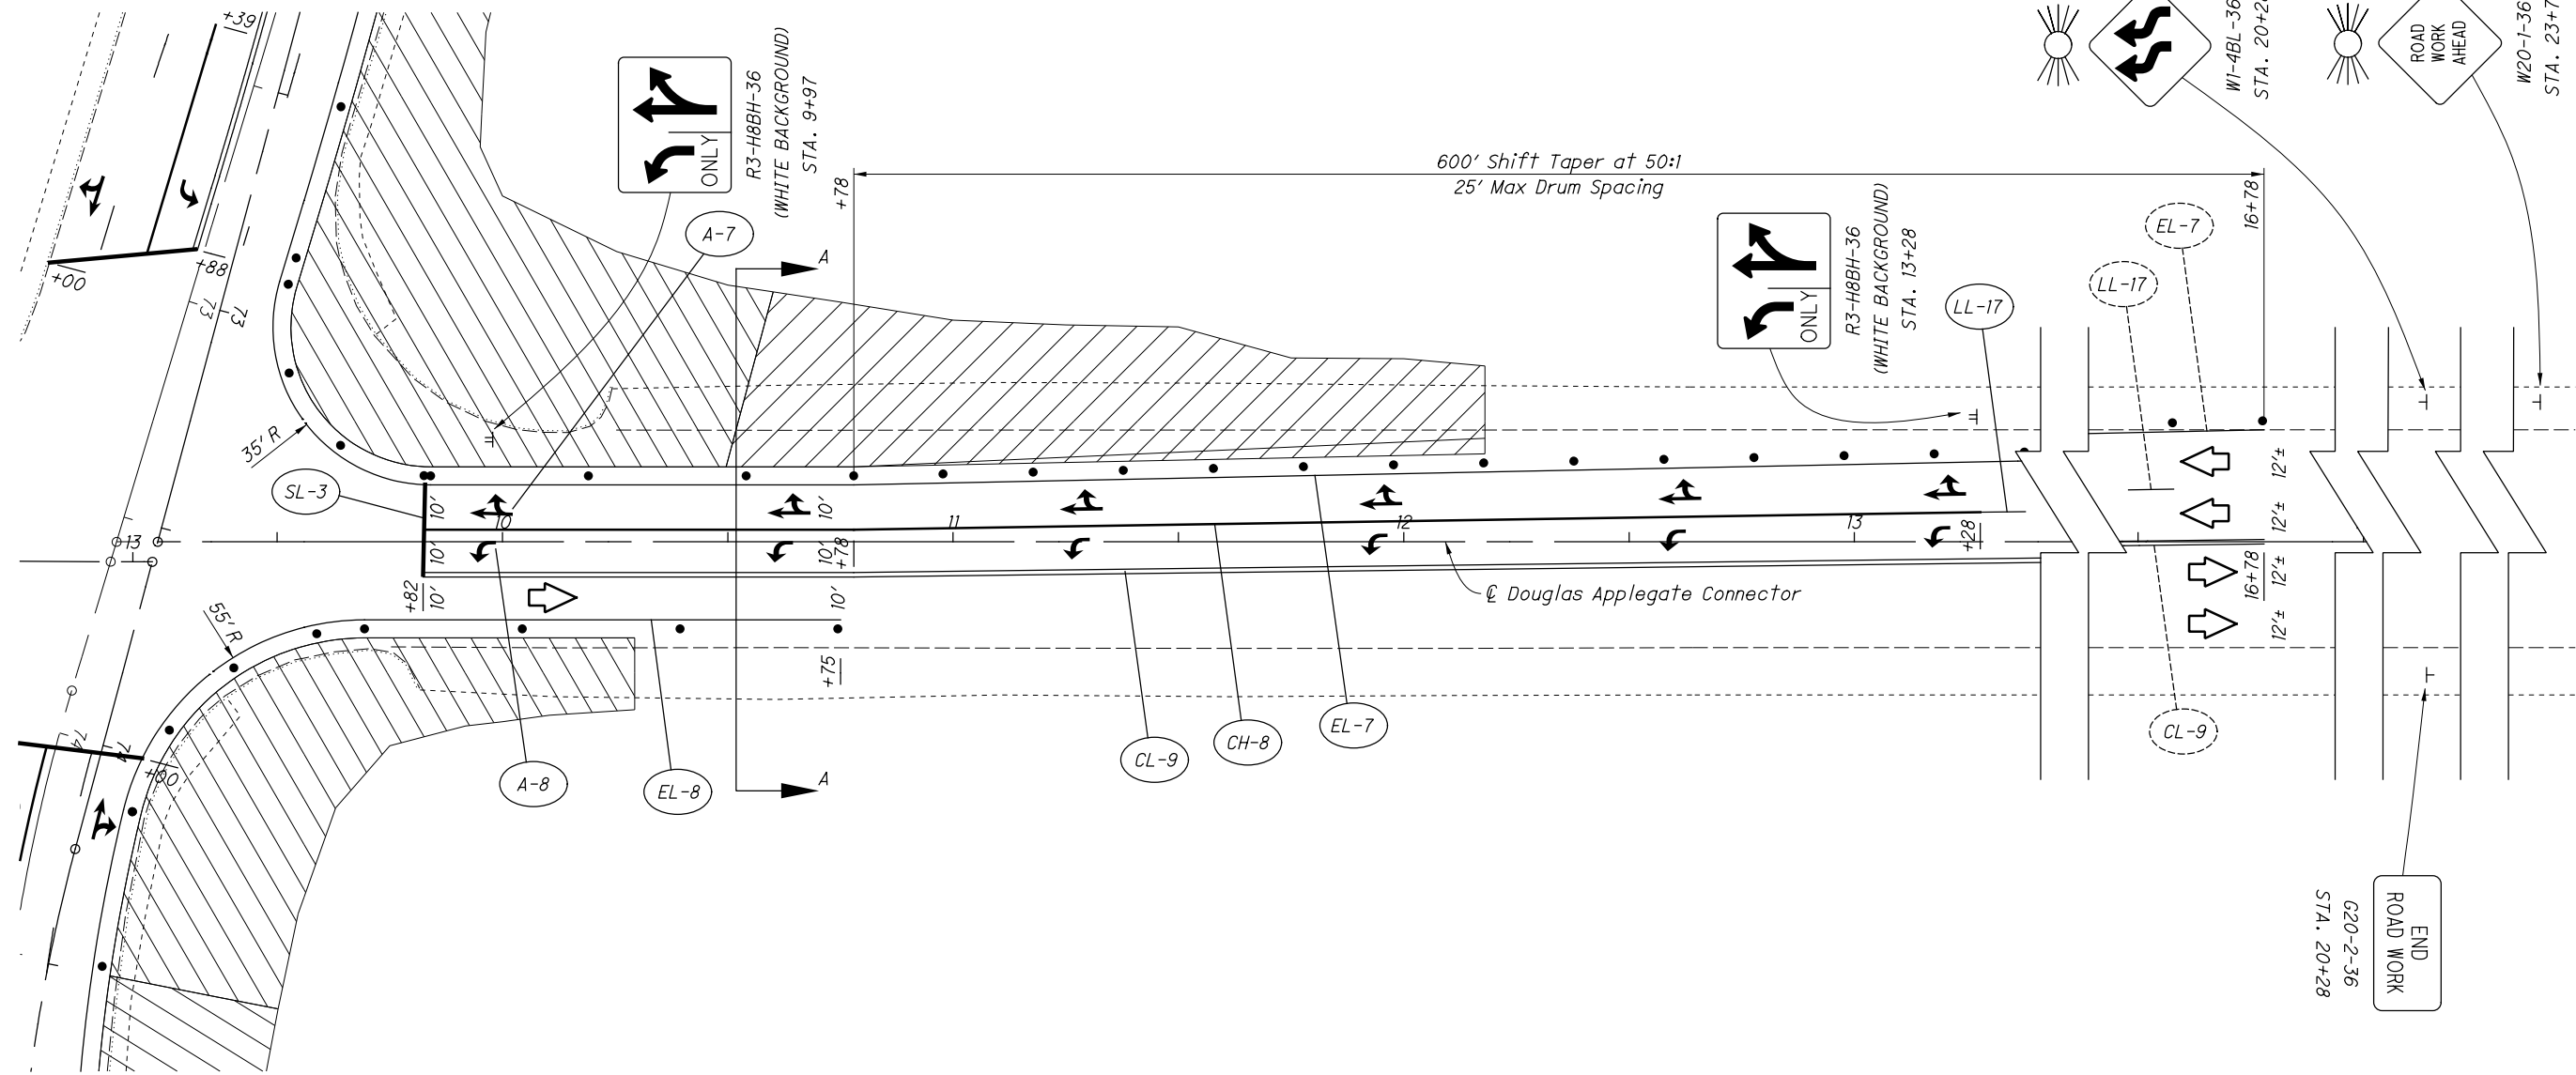 +39
+00
+88
73
73
ONLY
R3-H8BH-36
(WHITE BACKGROUND)
STA. 9+97
A-7
A
+78
600' Shift Taper at 50:1
25' Max Drum Spacing
16+78
ONLY
R3-H8BH-36
(WHITE BACKGROUND)
STA. 13+28
LL-17
LL-17
EL-7
W1-4BL-36
ROAD
WORK
AHEAD
W20-1-36
35' R
SL-3
10'
10'
10'
10'
10'
10'
10
11
12
13
13
+78
+28
+82
+75
℄ Douglas Applegate Connector
16+78
12'±
12'±
12'±
12'±
55' R
74
74
+00
A-8
EL-8
A
CL-9
CH-8
EL-7
CL-9
END
ROAD WORK
G20-2-36
STA. 20+28